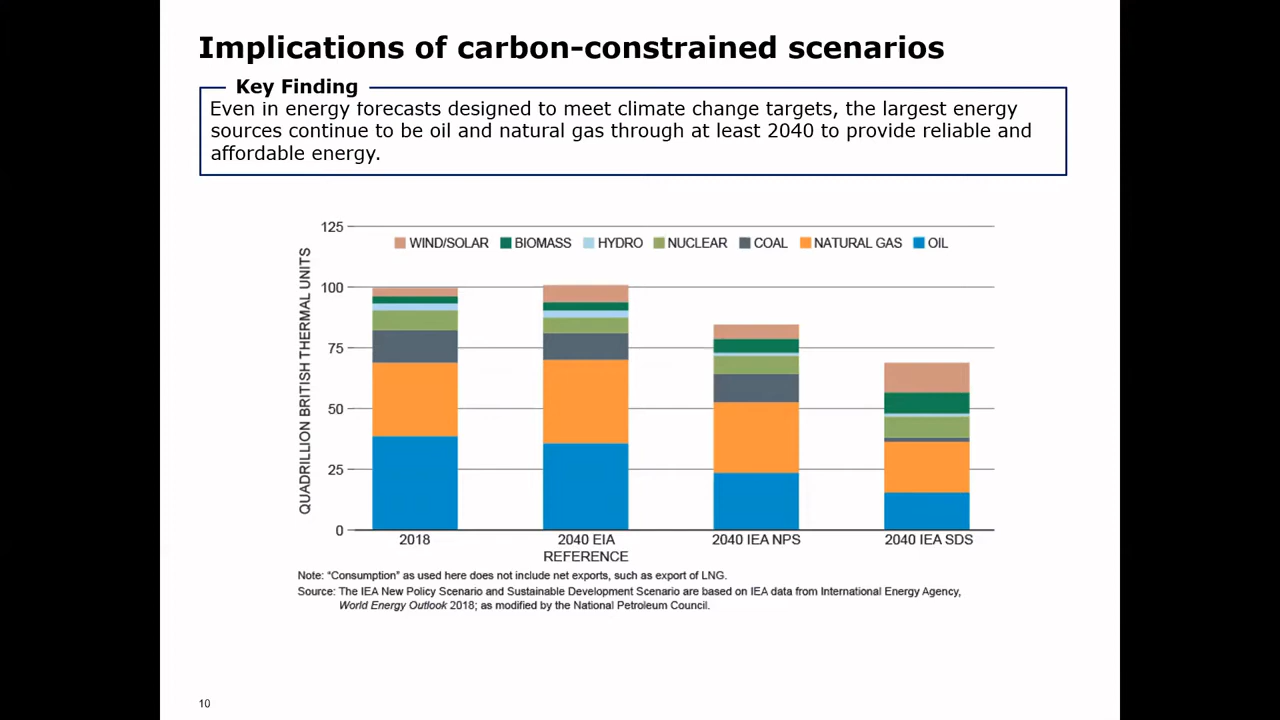 Implications of carbon-constrained scenarios
Key Finding
Even in energy forecasts designed to meet climate change targets, the largest energy
sources continue to be oil and natural gas through at least 2040 to provide reliable and
affordable energy.
125
WIND/SOLAR BIOMASS HYDRO NUCLEAR COAL NATURAL GAS OIL
QUADRILLION BRITISH THERMAL UNITS
100
75
50
25
0
2018 2040 EIA 2040 IEA NPS 2040 IEA SDS
REFERENCE
Note: “Consumption” as used here does not include net exports, such as export of LNG.
Source: The IEA New Policy Scenario and Sustainable Development Scenario are based on IEA data from International Energy Agency,
World Energy Outlook 2018; as modified by the National Petroleum Council.
10